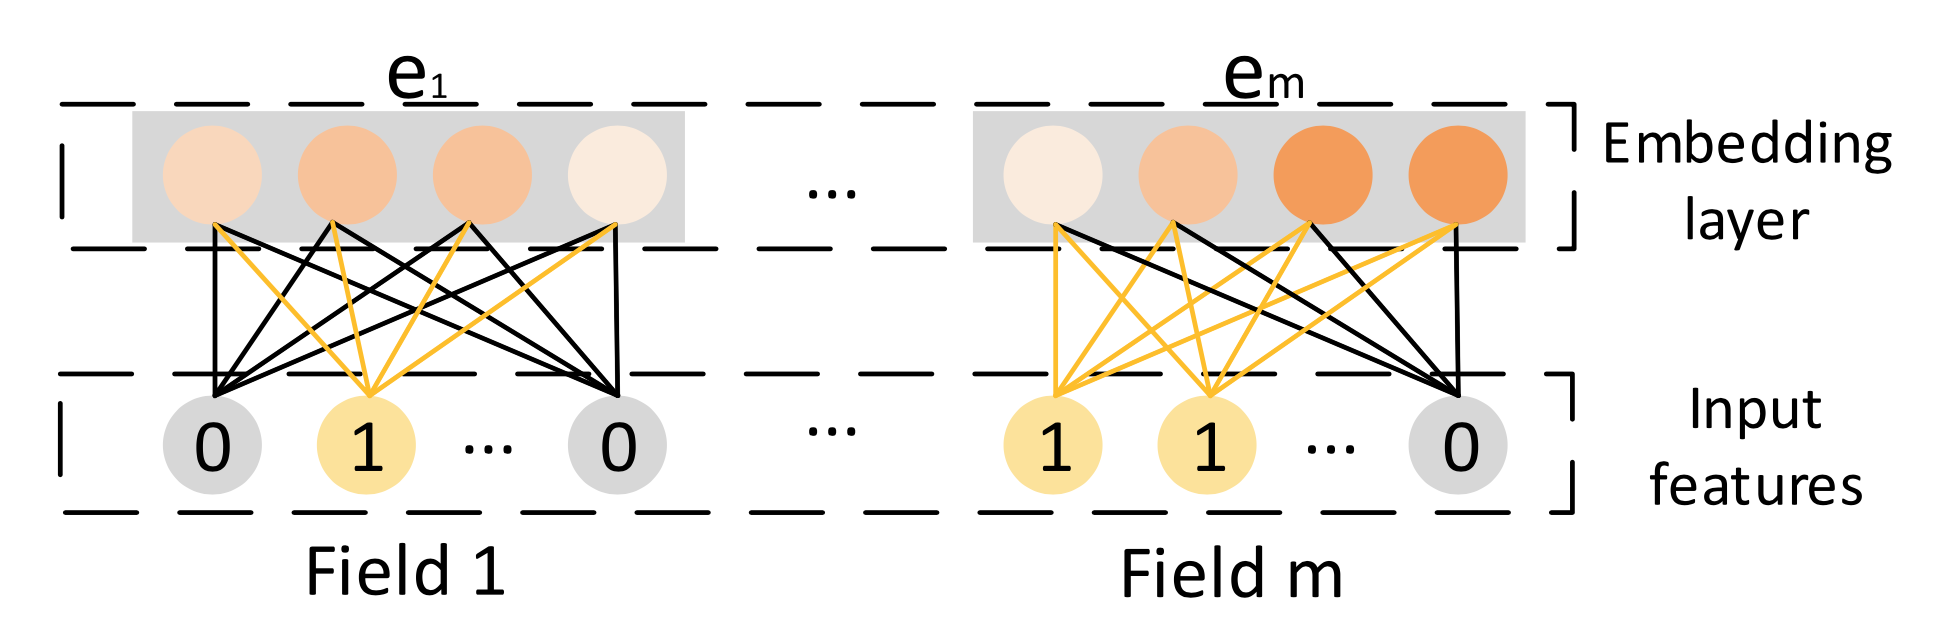 e1 em
... Embedding
layer
0 1 ... 0 ... 1 1 ... 0 Input
features
Field 1 Field m